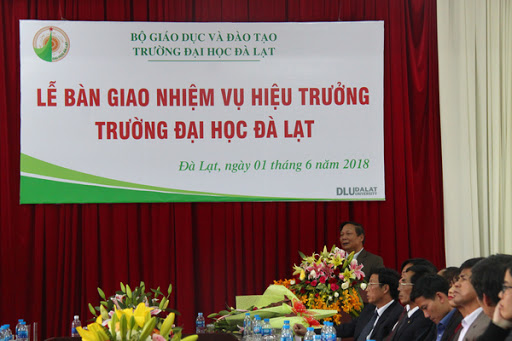 BỘ GIÁO DỤC VÀ ĐÀO TẠO
TRƯỜNG ĐẠI HỌC ĐÀ LẠT
LỄ BÀN GIAO NHIỆM VỤ HIỆU TRƯỞNG
TRƯỜNG ĐẠI HỌC ĐÀ LẠT
Đà Lạt, ngày 01 tháng 6 năm 2018
DLU DALAT
UNIVERSITY